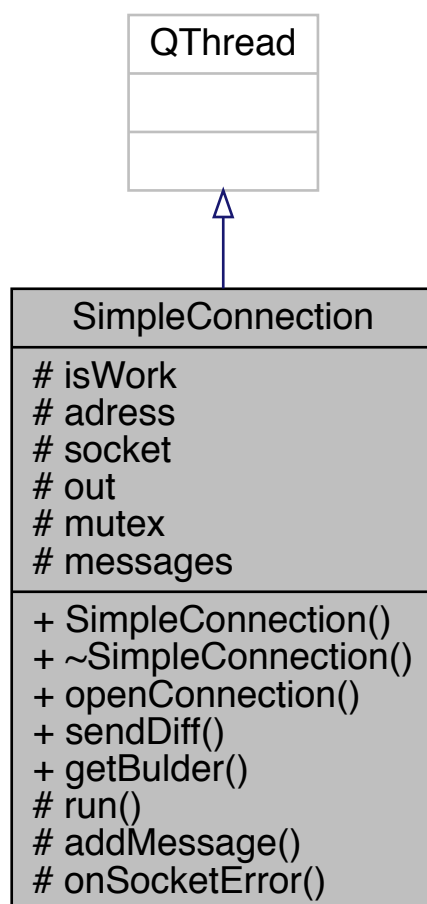 QThread
SimpleConnection
# isWork
# adress
# socket
# out
# mutex
# messages
+ SimpleConnection()
+ ~SimpleConnection()
+ openConnection()
+ sendDiff()
+ getBulder()
# run()
# addMessage()
# onSocketError()